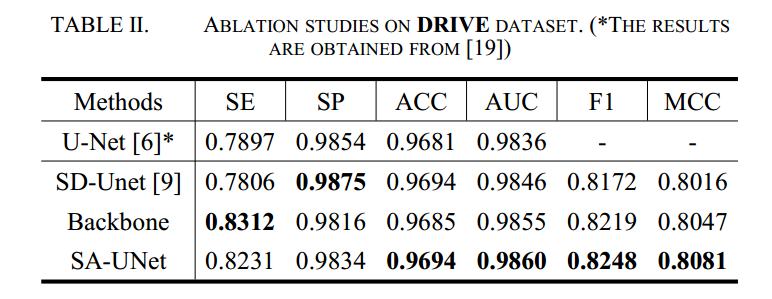 TABLE II. ABLATION STUDIES ON DRIVE DATASET. (*THE RESULTS
ARE OBTAINED FROM [19])
Methods SE SP ACC AUC F1 MCC
U-Net [6]* 0.7897 0.9854 0.9681 0.9836 - -
SD-Unet [9] 0.7806 0.9875 0.9694 0.9846 0.8172 0.8016
Backbone 0.8312 0.9816 0.9685 0.9855 0.8219 0.8047
SA-UNet 0.8231 0.9834 0.9694 0.9860 0.8248 0.8081